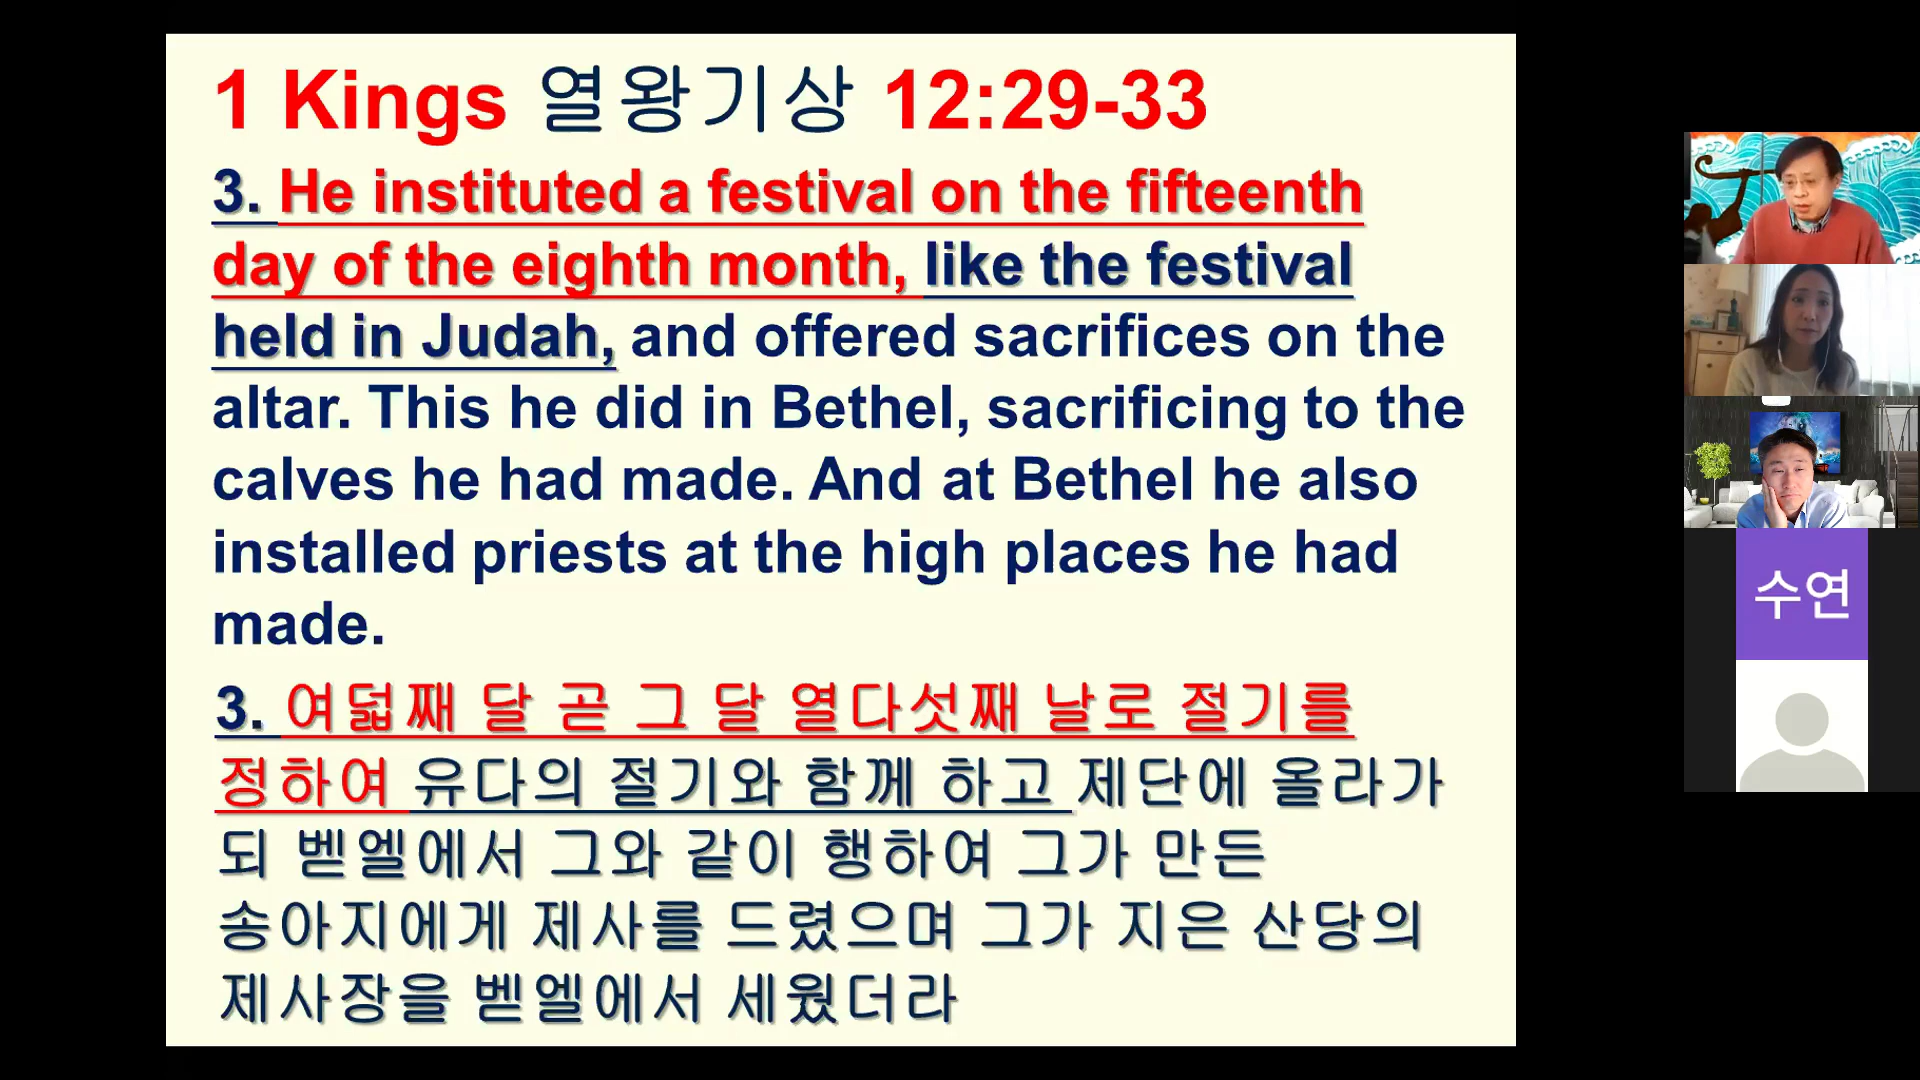 1 Kings 열왕기상 12:29-33
3. He instituted a festival on the fifteenth
day of the eighth month, like the festival
held in Judah, and offered sacrifices on the
altar. This he did in Bethel, sacrificing to the
calves he had made. And at Bethel he also
installed priests at the high places he had
made.
3. 여덟째 달 곧 그 달 열다섯째 날로 절기를
정하여 유다의 절기와 함께 하고 제단에 올라가
되 벧엘에서 그와 같이 행하여 그가 만든
송아지에게 제사를 드렸으며 그가 지은 산당의
제사장을 벧엘에서 세웠더라
수연